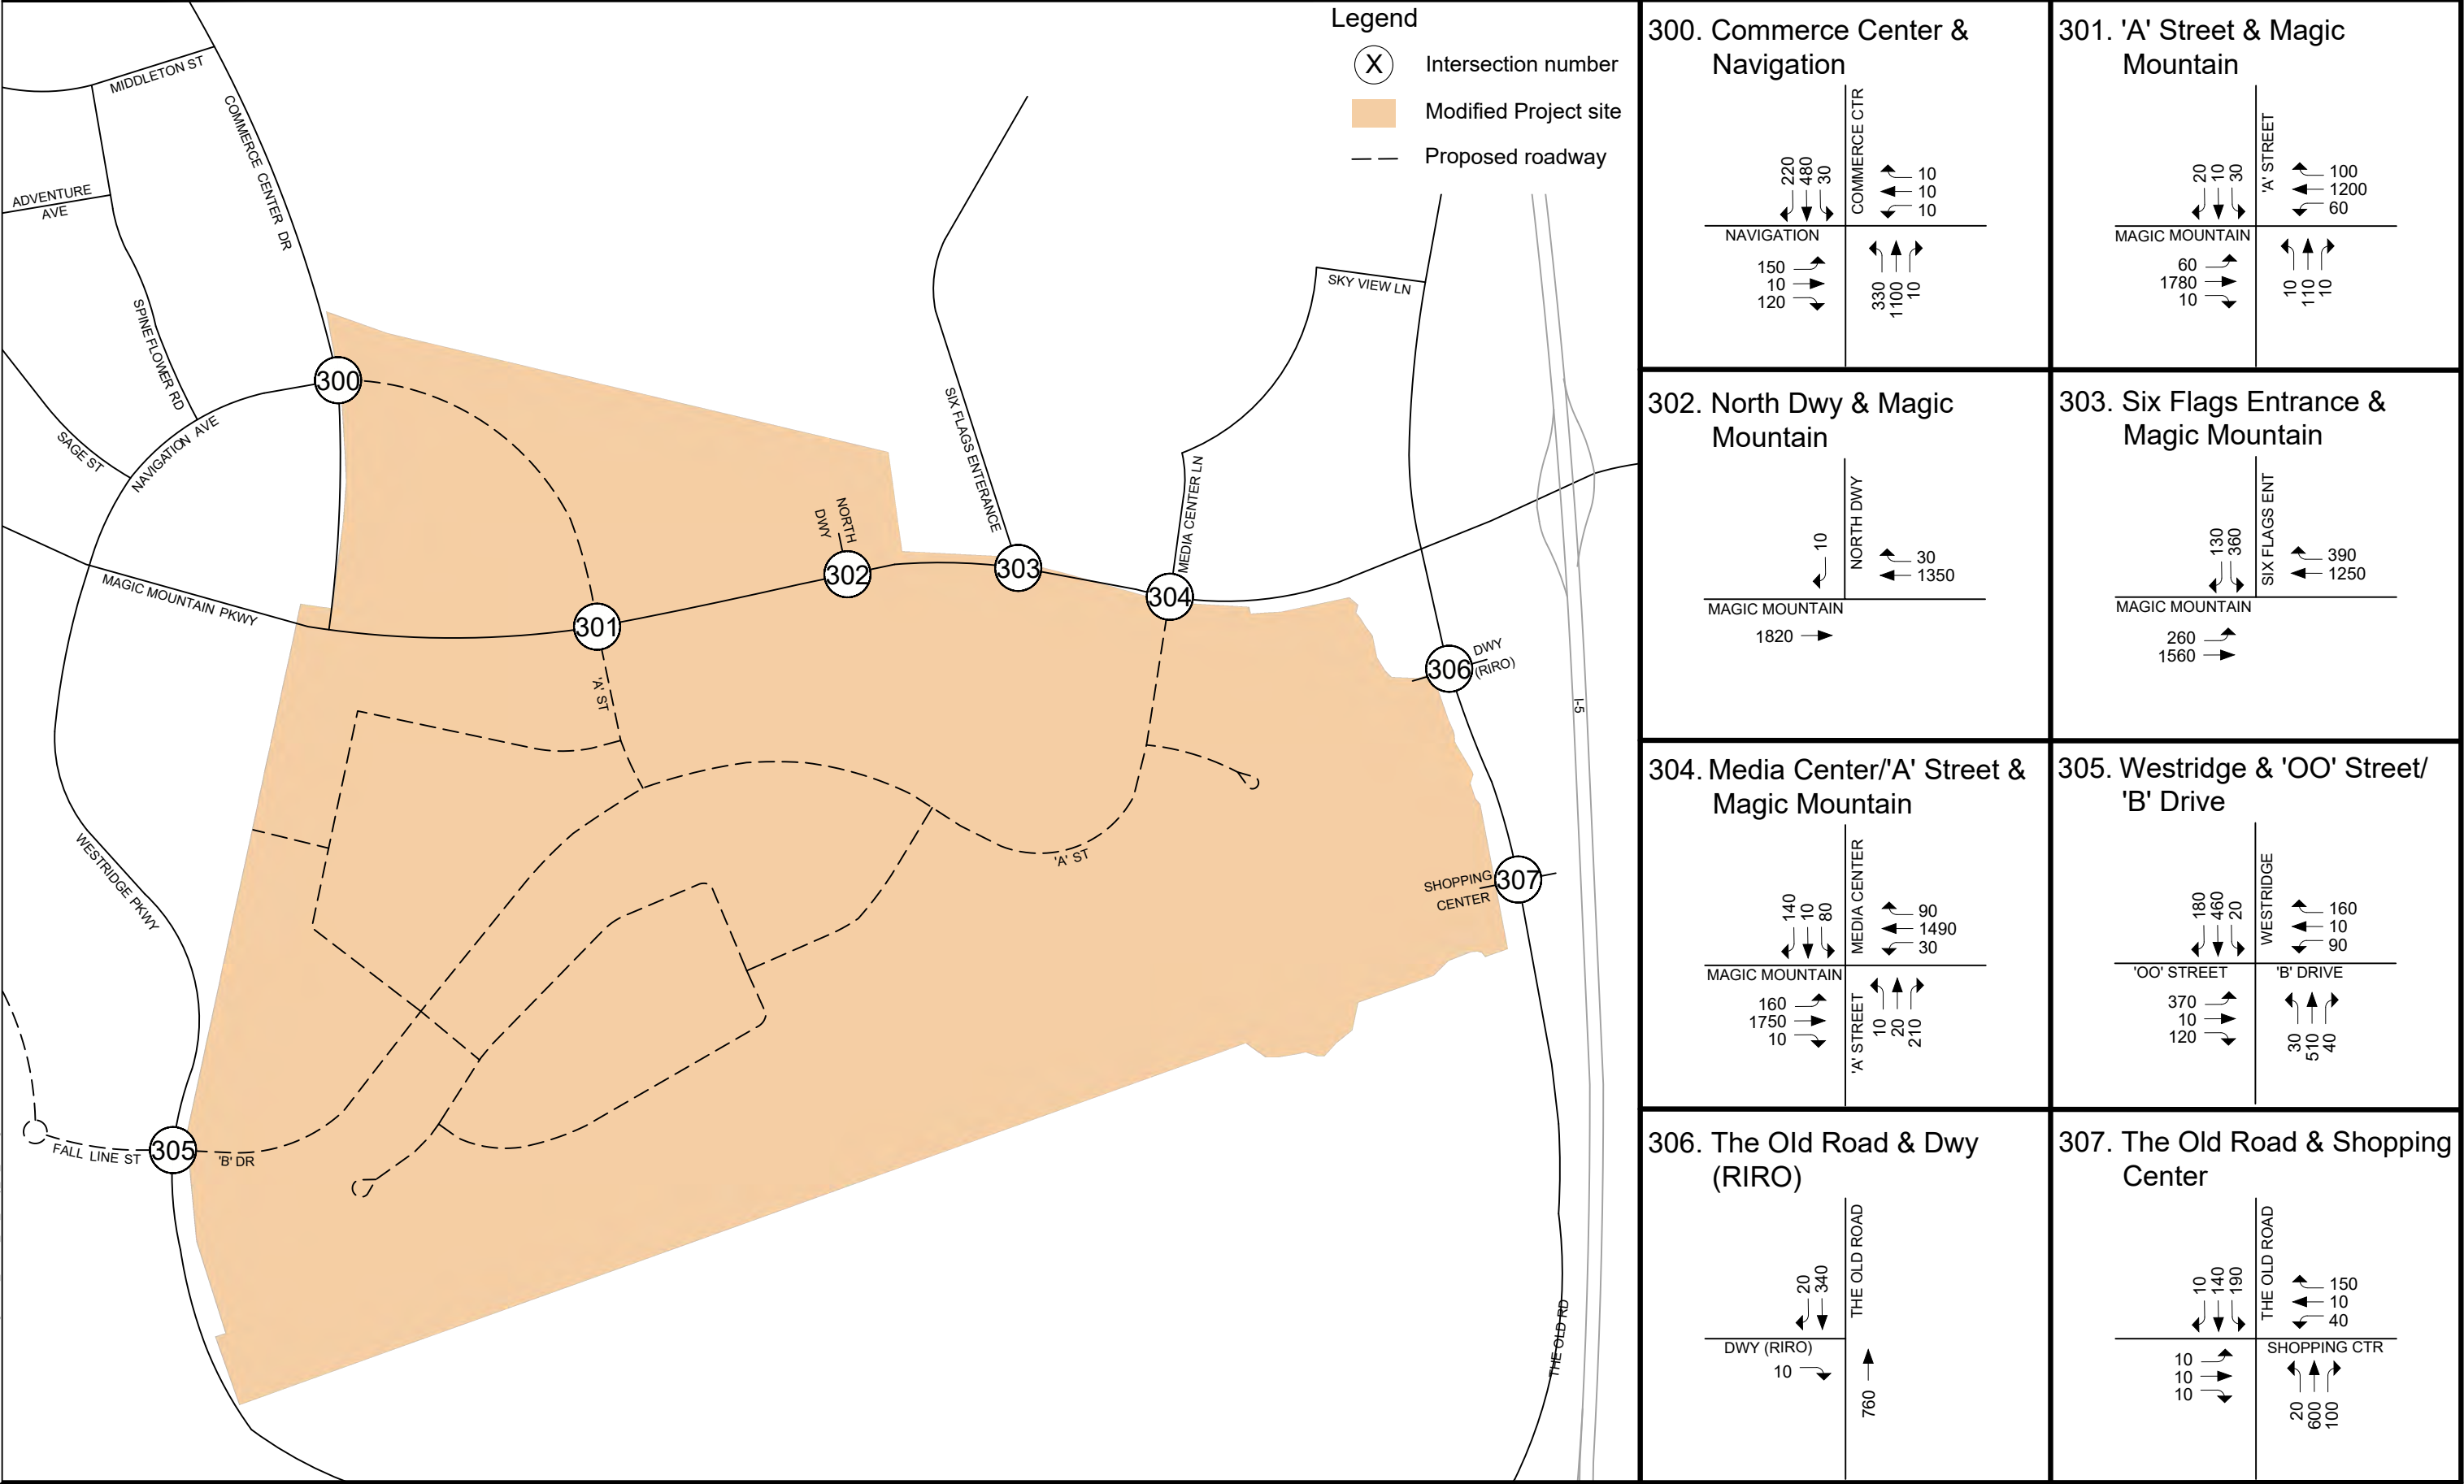 Legend
X Intersection number
Modified Project site
Proposed roadway
MIDDLETON ST
COMMERCE CENTER DR
ADVENTURE
AVE
SPINEFLOWER RD
SAGE ST
NAVIGATION AVE
MAGIC MOUNTAIN PKWY
WESTRIDGE PKWY
SIX FLAGS ENTERANCE
SKY VIEW LN
MEDIA CENTER LN
NORTH
DWY
300
301
302
303
304
305
306
307
DWY
(RIRO)
I-5
'A' ST
'A' ST
SHOPPING
CENTER
FALL LINE ST
'B' DR
THE OLD RD
300. Commerce Center &
Navigation
COMMERCE CTR
220
480
30
10
10
10
NAVIGATION
150
10
120
330
1100
10
301. 'A' Street & Magic
Mountain
'A' STREET
20
10
30
100
1200
60
MAGIC MOUNTAIN
60
1780
10
10
110
10
302. North Dwy & Magic
Mountain
NORTH DWY
10
30
1350
MAGIC MOUNTAIN
1820
303. Six Flags Entrance &
Magic Mountain
SIX FLAGS ENT
130
360
390
1250
MAGIC MOUNTAIN
260
1560
304. Media Center/'A' Street &
Magic Mountain
MEDIA CENTER
140
10
80
90
1490
30
MAGIC MOUNTAIN
160
1750
10
'A' STREET
10
20
210
305. Westridge & 'OO' Street/
'B' Drive
WESTRIDGE
180
460
20
160
10
90
'OO' STREET
'B' DRIVE
370
10
120
30
510
40
306. The Old Road & Dwy
(RIRO)
THE OLD ROAD
20
340
DWY (RIRO)
10
760
307. The Old Road & Shopping
Center
THE OLD ROAD
10
140
190
150
10
40
SHOPPING CTR
10
10
10
20
600
100